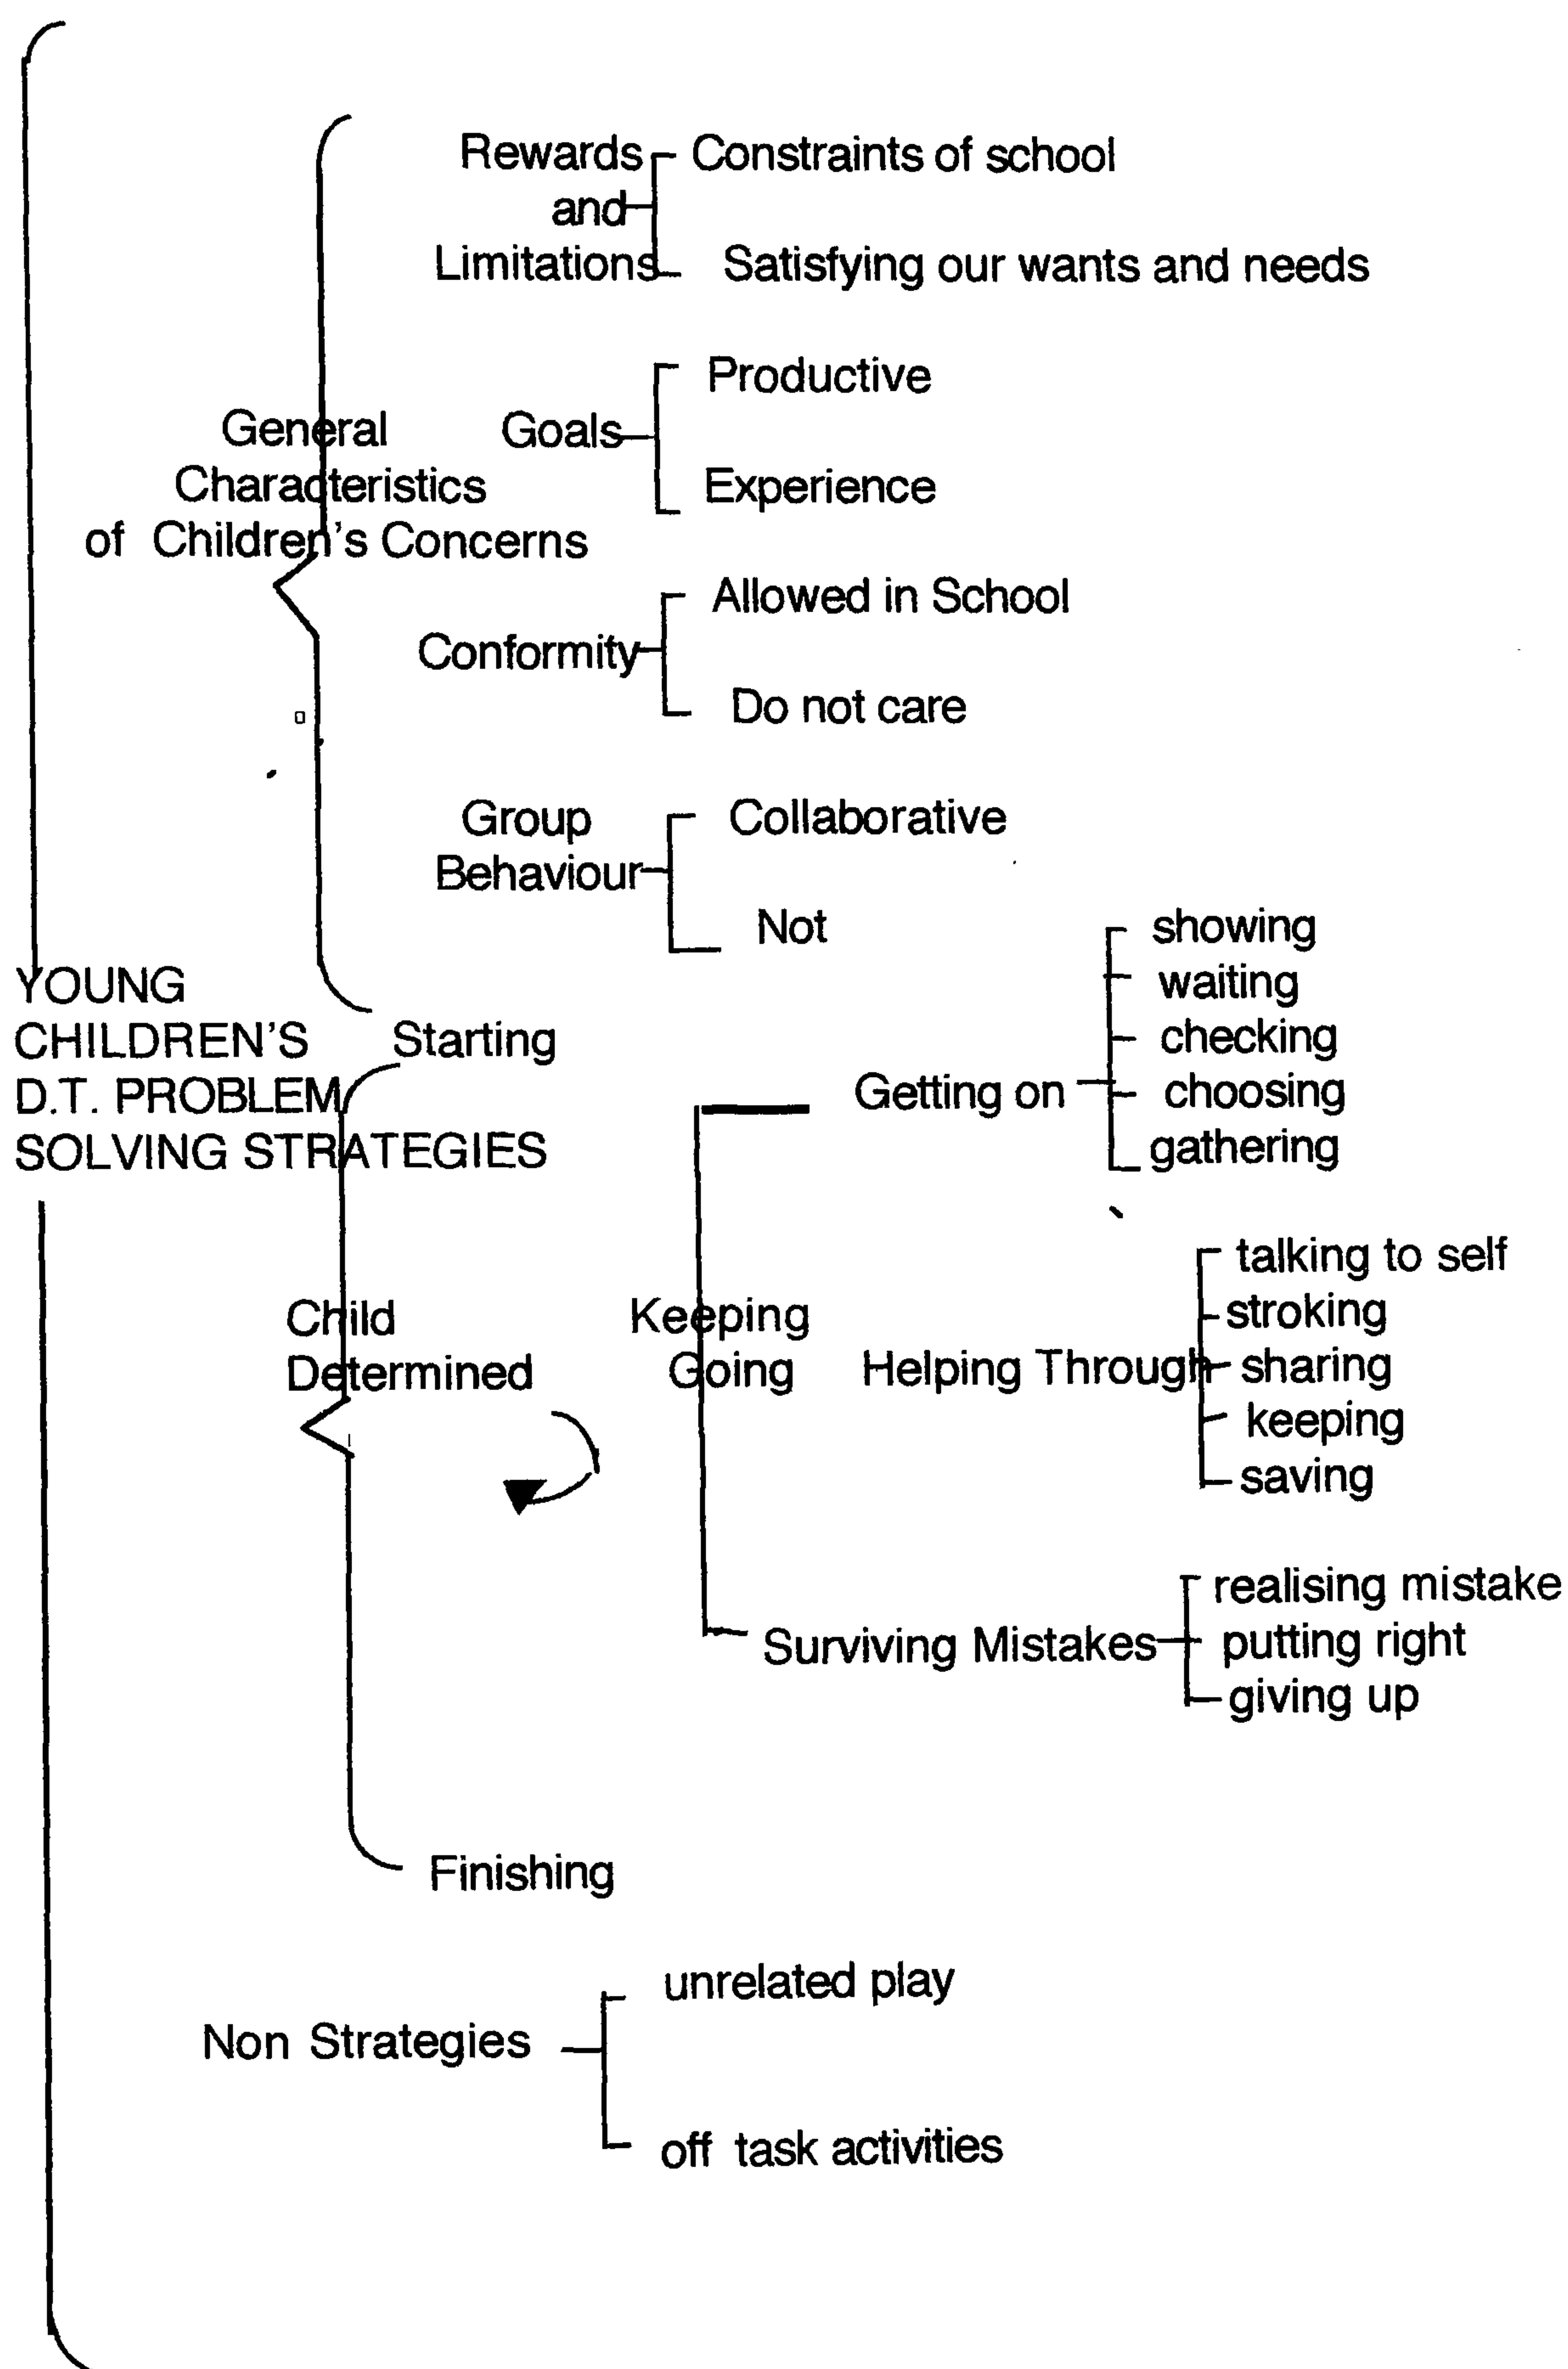 Rewards
and
Limitations
Constraints of school
Satisfying our wants and needs
General
Characteristics
of Children's Concerns
Goals
Productive
Experience
Conformity
Allowed in School
Do not care
Group
Behaviour
Collaborative
Not
YOUNG
CHILDREN'S
D.T. PROBLEM
SOLVING STRATEGIES
Starting
Child
Determined
Keeping
Going
Getting on
showing
waiting
checking
choosing
gathering
Helping Through
talking to self
stroking
sharing
keeping
saving
Surviving Mistakes
realising mistake
putting right
giving up
Finishing
Non Strategies
unrelated play
off task activities